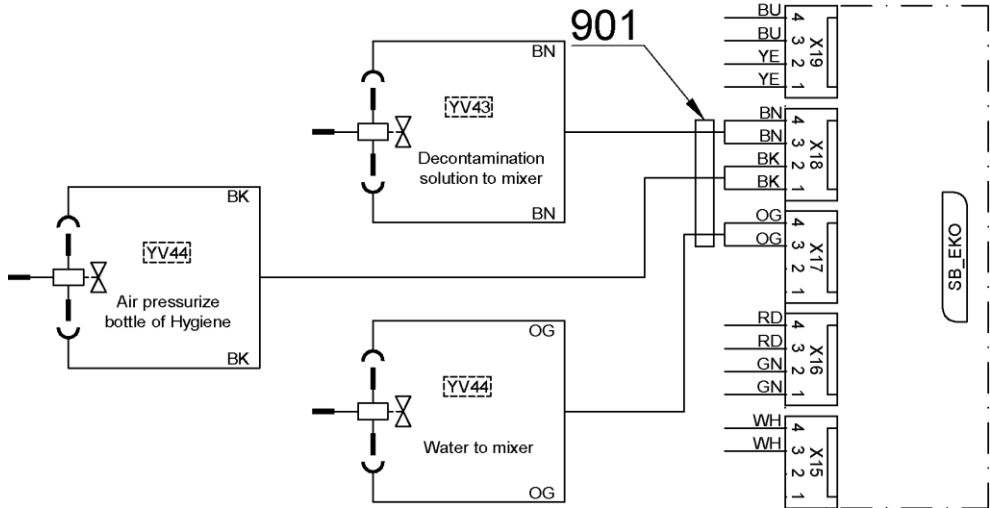 901
BN
YV43
Decontamination
solution to mixer
BN
BK
YV44
Air pressurize
bottle of Hygiene
BK
OG
YV44
Water to mixer
OG
BU 4
BU 3
YE 2
YE 1
X19
BN 4
BN 3
BK 2
BK 1
X18
OG 4
OG 3
2
1
X17
RD 4
RD 3
GN 2
GN 1
X16
WH 4
WH 3
2
1
X15
SB_EKO